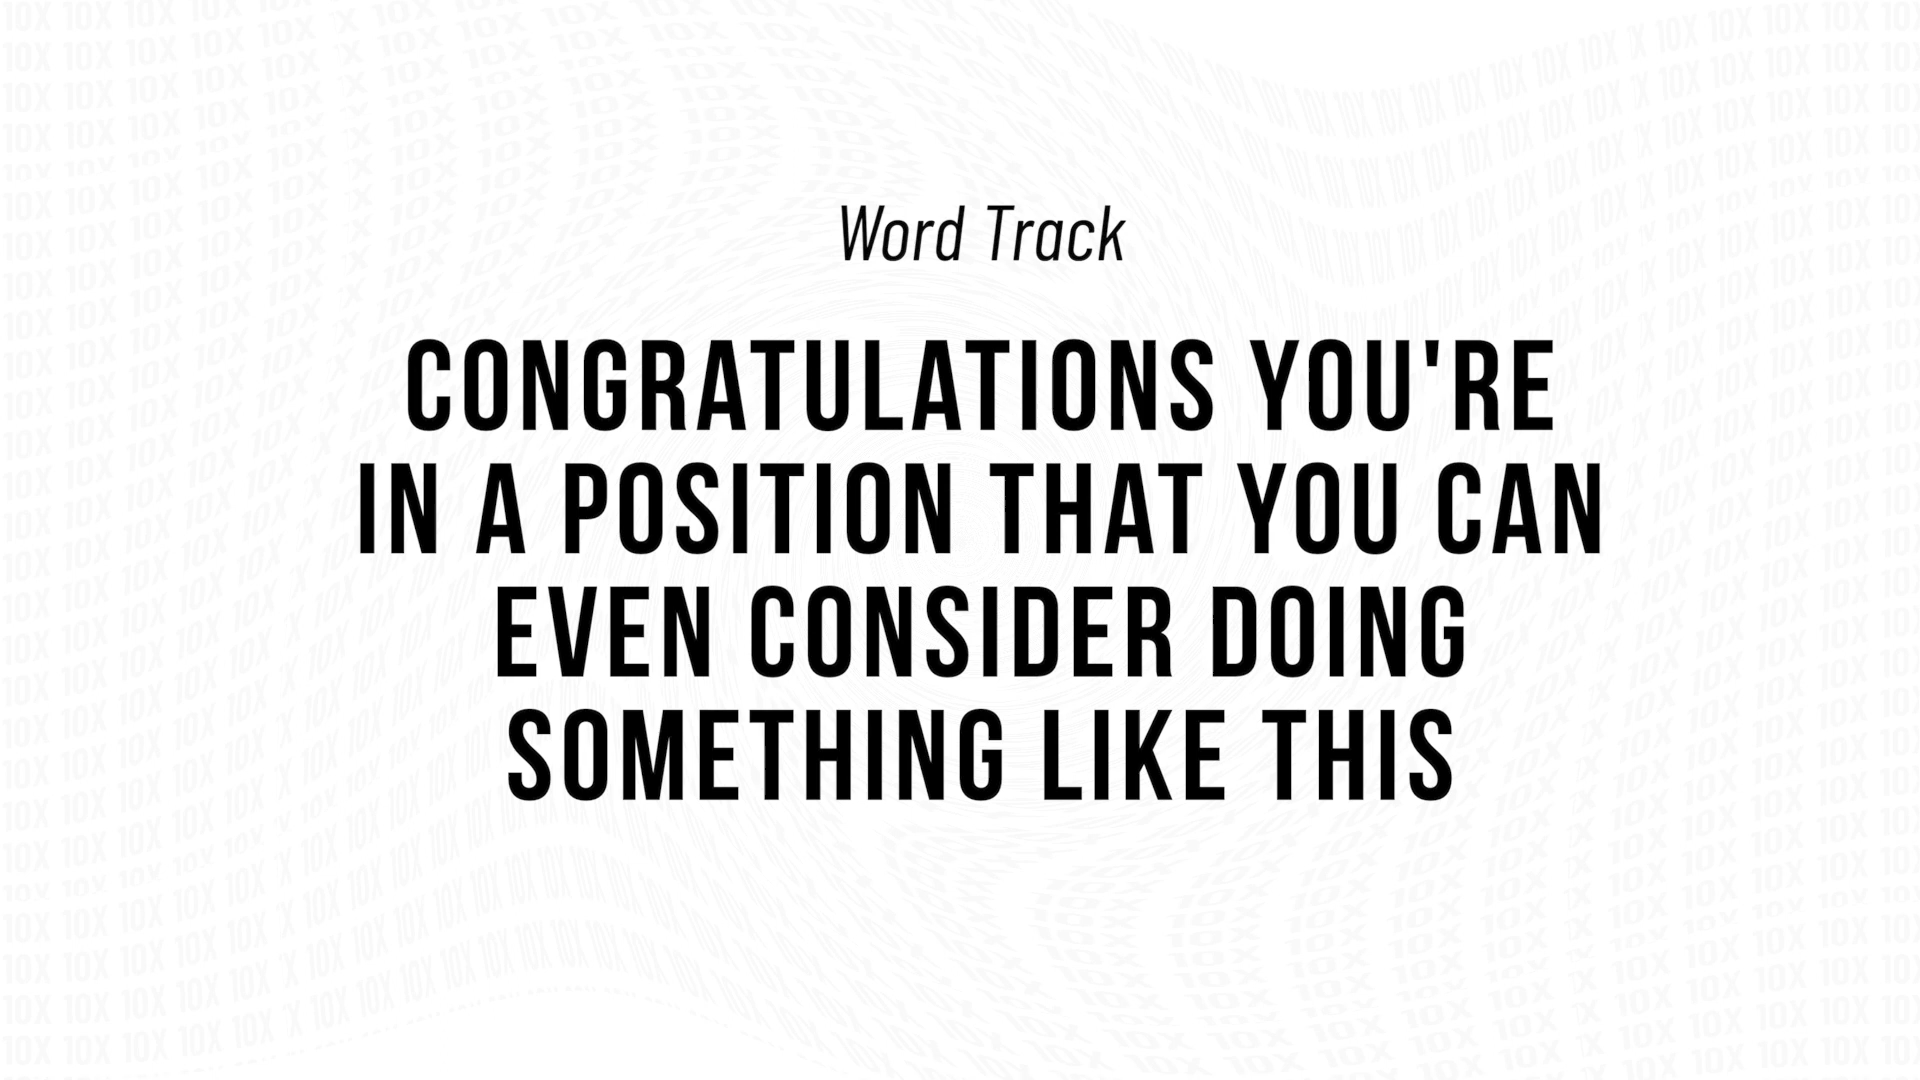 Word Track
CONGRATULATIONS YOU'RE
IN A POSITION THAT YOU CAN
EVEN CONSIDER DOING
SOMETHING LIKE THIS